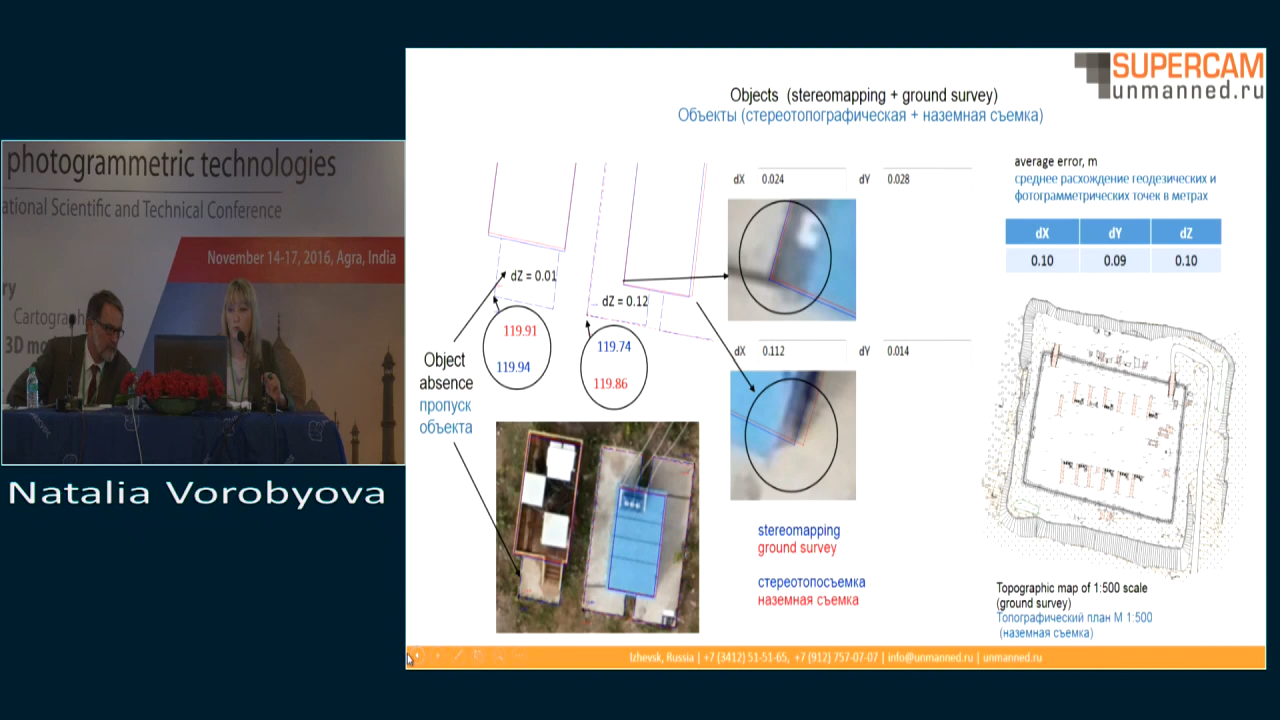 photogrammetric technologies
ational Scientific and Technical Conference
November 14-17, 2016, Agra, India
ry
Cartograph
3D mo
Natalia Vorobyova
SUPERCAM
unmanned.ru
Objects (stereomapping + ground survey)
Объекты (стереотопографическая + наземная съемка)
dX 0.024 dY 0.028
dZ = 0.01
dZ = 0.12
119.91
119.94
119.74
119.86
dX 0.112 dY 0.014
Object
absence
пропуск
объекта
stereomapping
ground survey
стереотопосъемка
наземная съемка
average error, m
среднее расхождение геодезических и
фотограмметрических точек в метрах
dX dY dZ
0.10 0.09 0.10
Topographic map of 1:500 scale
(ground survey)
Топографический план М 1:500
(наземная съемка)
Izhevsk, Russia | +7 (3412) 51-51-65, +7 (912) 757-07-07 | info@unmanned.ru | unmanned.ru